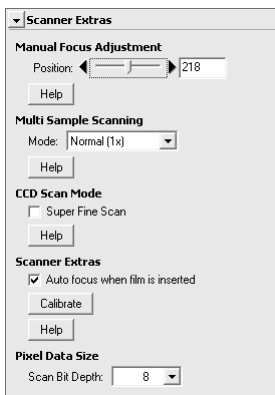 Scanner Extras
Manual Focus Adjustment
Position: 218
Help
Multi Sample Scanning
Mode: Normal (1x)
Help
CCD Scan Mode
Super Fine Scan
Help
Scanner Extras
Auto focus when film is inserted
Calibrate
Help
Pixel Data Size
Scan Bit Depth: 8